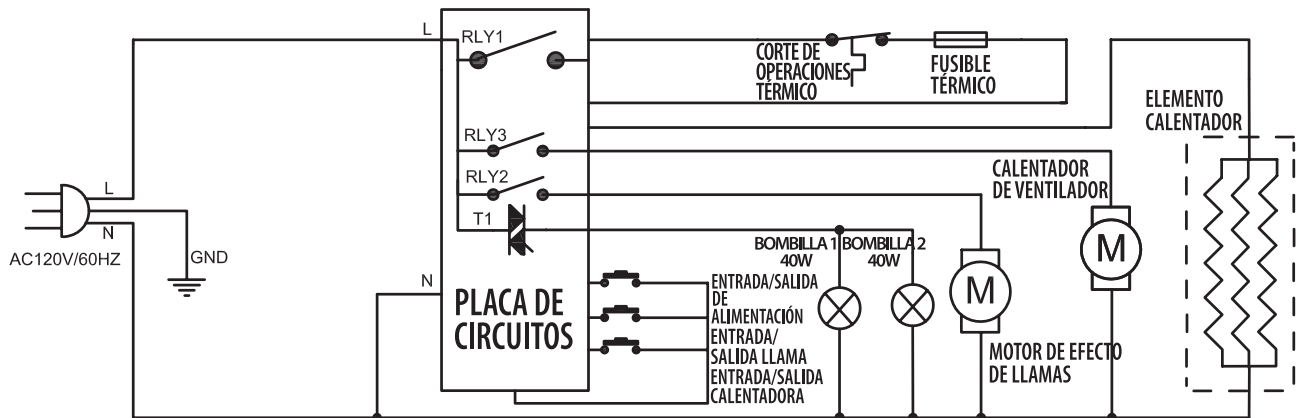 L
RLY1
CORTE DE
OPERACIONES
TÉRMICO
FUSIBLE
TÉRMICO
ELEMENTO
CALENTADOR
RLY3
CALENTADOR
DE VENTILADOR
RLY2
T1
L
N
AC120V/60HZ
GND
BOMBILLA 1
40W
BOMBILLA 2
40W
M
M
N
PLACA DE
CIRCUITOS
ENTRADA/SALIDA
DE
ALIMENTACIÓN
ENTRADA/
SALIDA LLAMA
ENTRADA/SALIDA
CALENTADORA
MOTOR DE EFECTO
DE LLAMAS